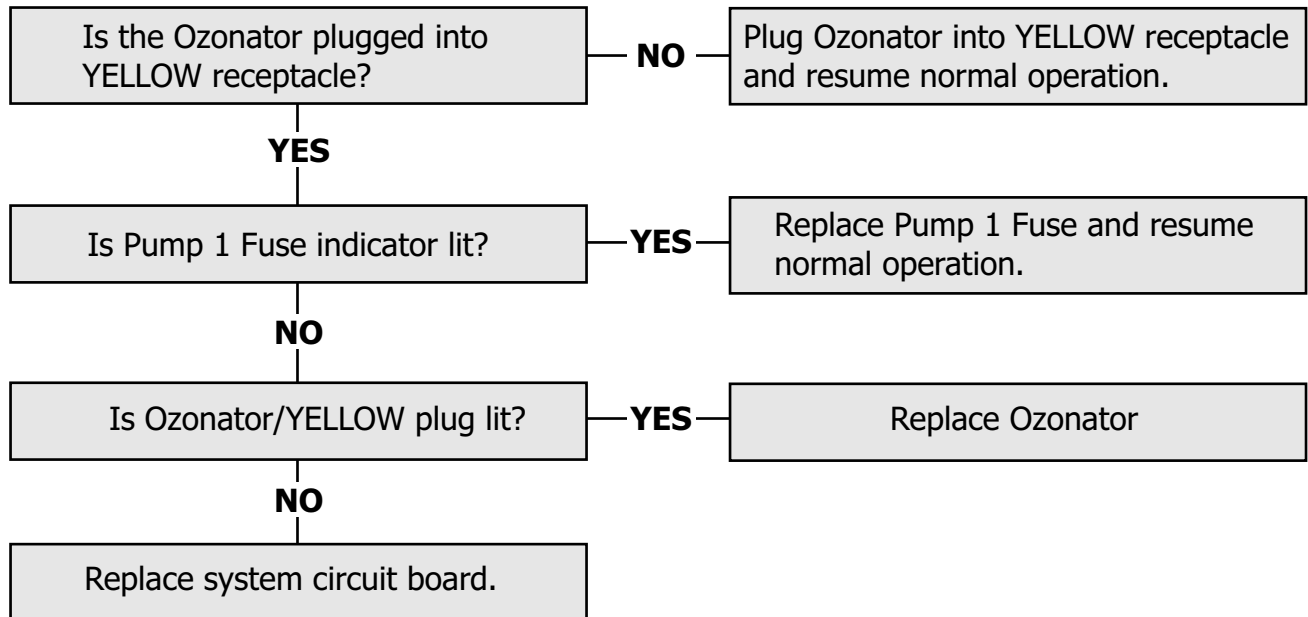 Is the Ozonator plugged into
YELLOW receptacle?
NO
Plug Ozonator into YELLOW receptacle
and resume normal operation.
YES
Is Pump 1 Fuse indicator lit?
YES
Replace Pump 1 Fuse and resume
normal operation.
NO
Is Ozonator/YELLOW plug lit?
YES
Replace Ozonator
NO
Replace system circuit board.